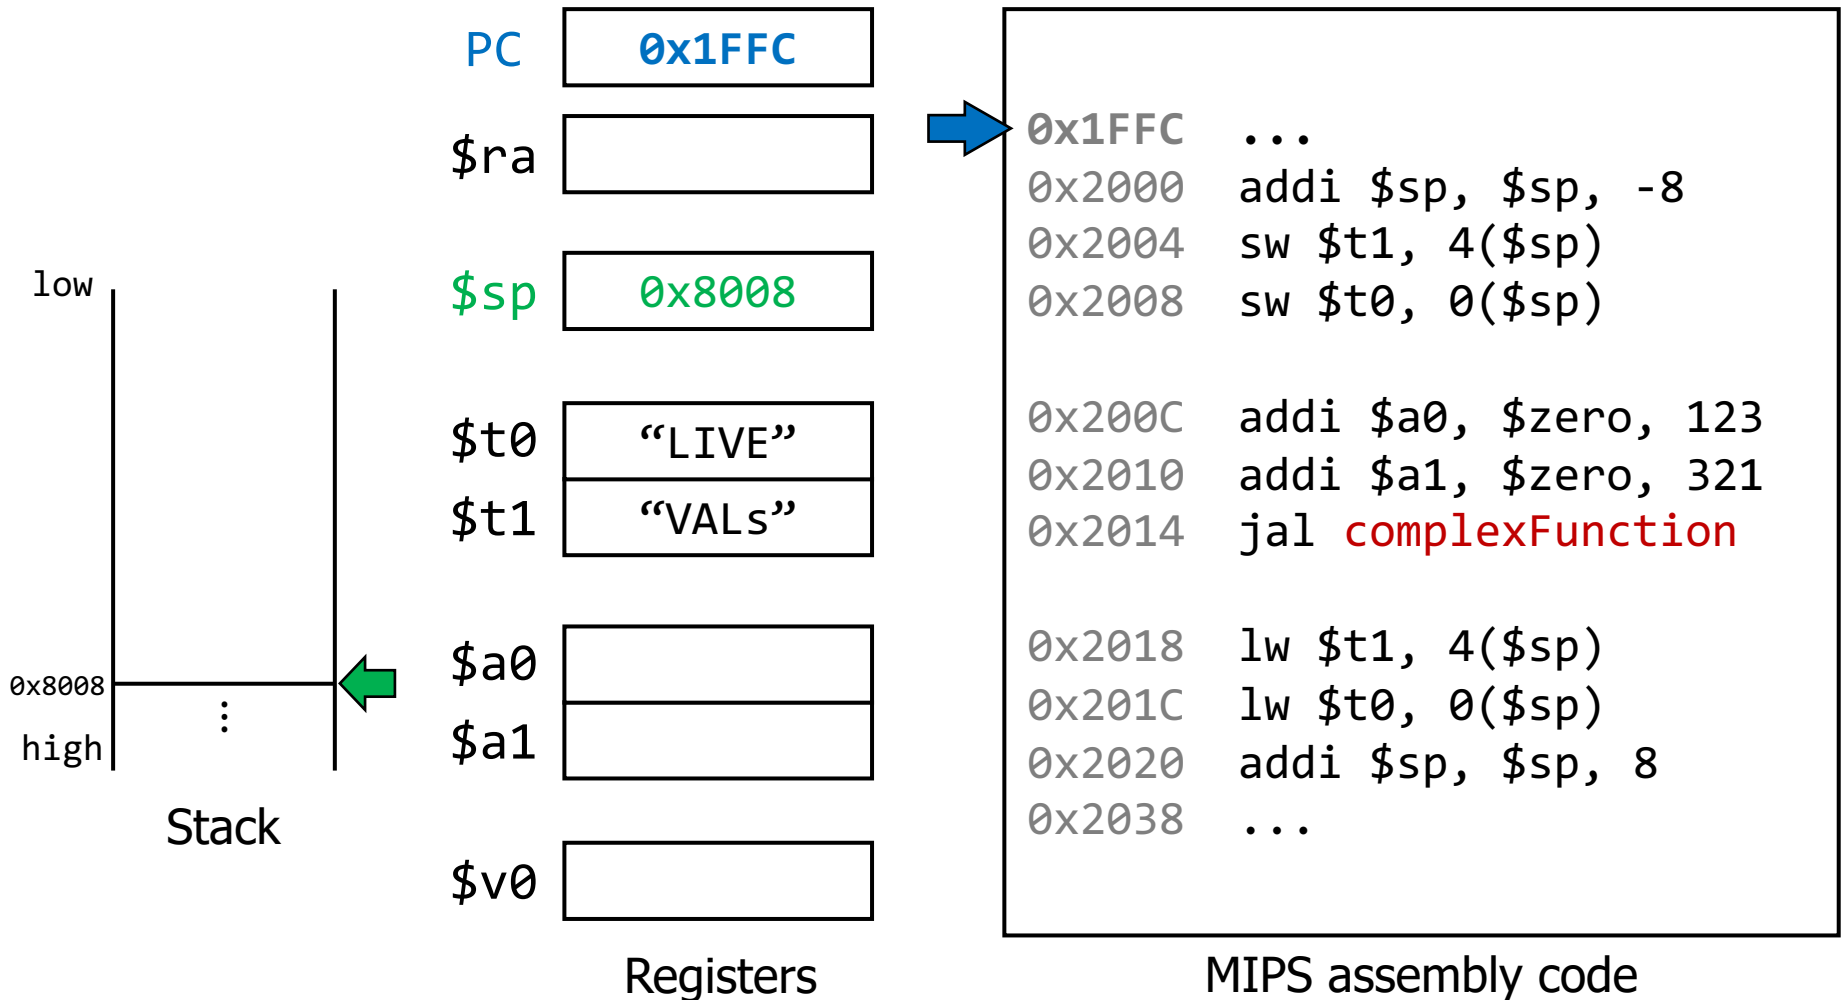 PC 0x1FFC
$ra
$sp 0x8008
$t0 “LIVE”
$t1 “VALs”
$a0
$a1
$v0
Registers
low
0x8008
⋮
high
Stack
0x1FFC ...
0x2000 addi $sp, $sp, -8
0x2004 sw $t1, 4($sp)
0x2008 sw $t0, 0($sp)
0x200C addi $a0, $zero, 123
0x2010 addi $a1, $zero, 321
0x2014 jal complexFunction
0x2018 lw $t1, 4($sp)
0x201C lw $t0, 0($sp)
0x2020 addi $sp, $sp, 8
0x2038 ...
MIPS assembly code